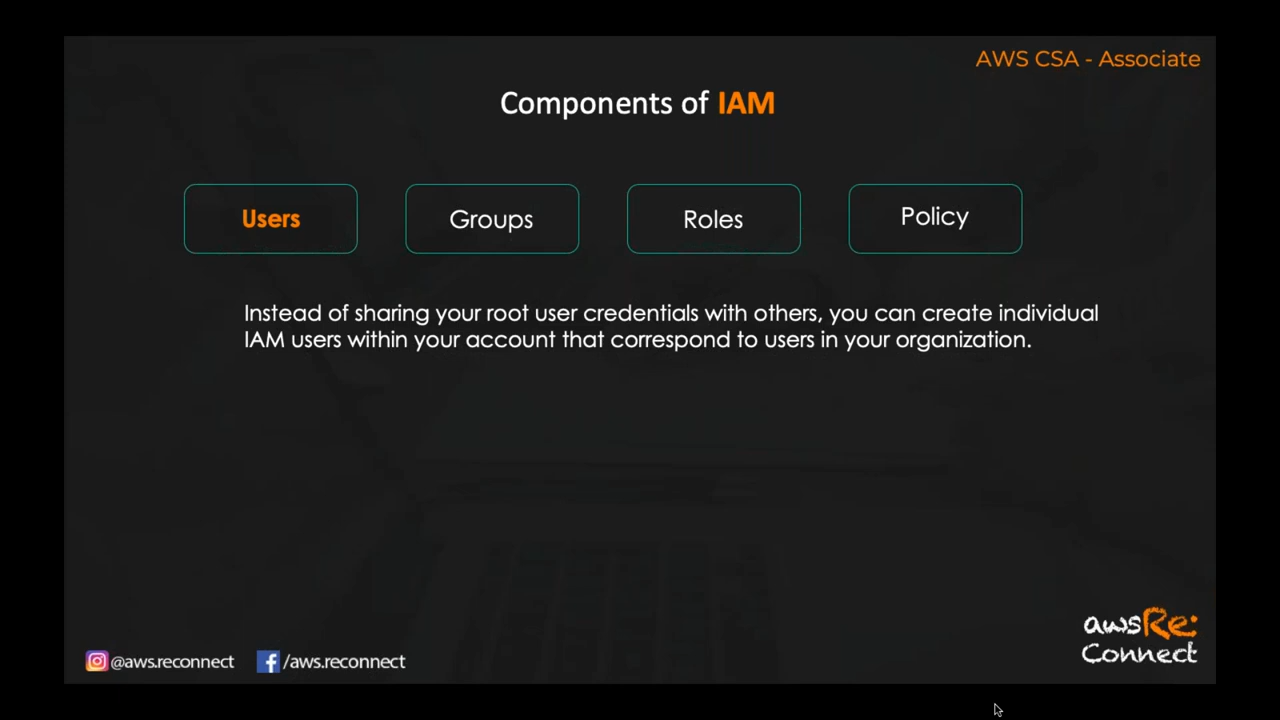 AWS CSA - Associate
Components of IAM
Users
Groups
Roles
Policy
Instead of sharing your root user credentials with others, you can create individual
IAM users within your account that correspond to users in your organization.
awsRe:
Connect
@aws.reconnect
/aws.reconnect